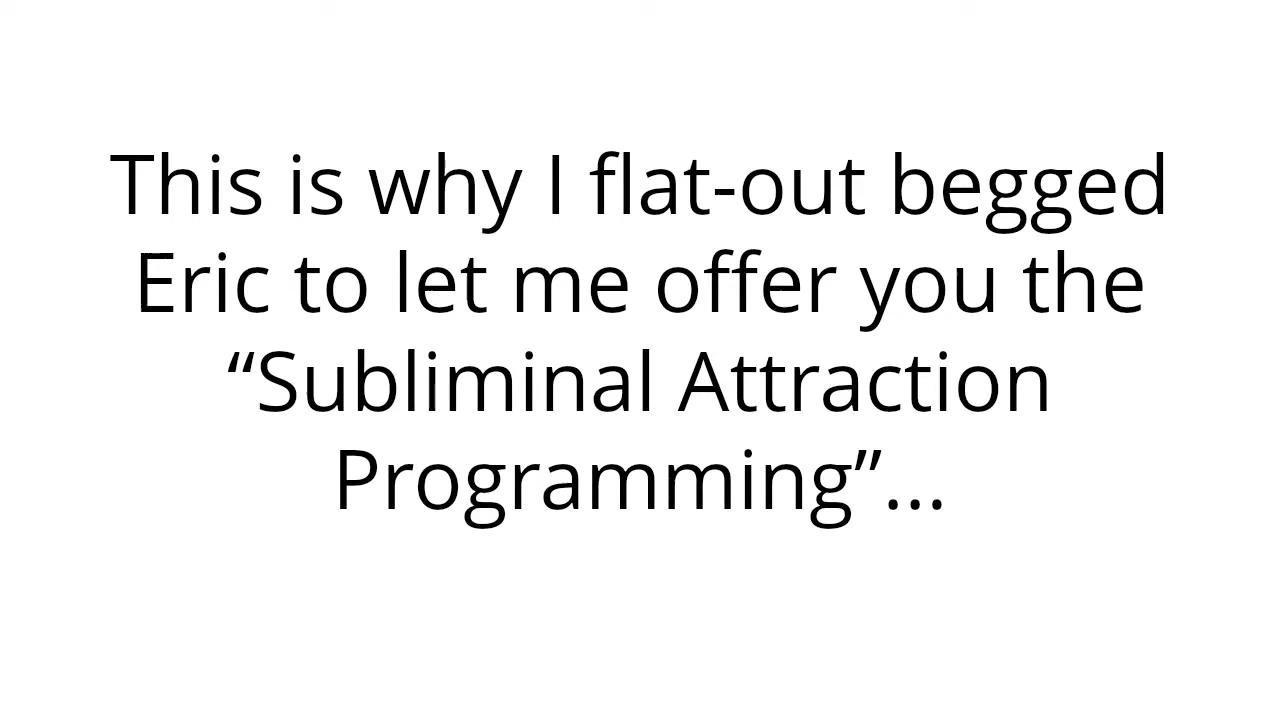 This is why I flat-out begged
Eric to let me offer you the
“Subliminal Attraction
Programming”...